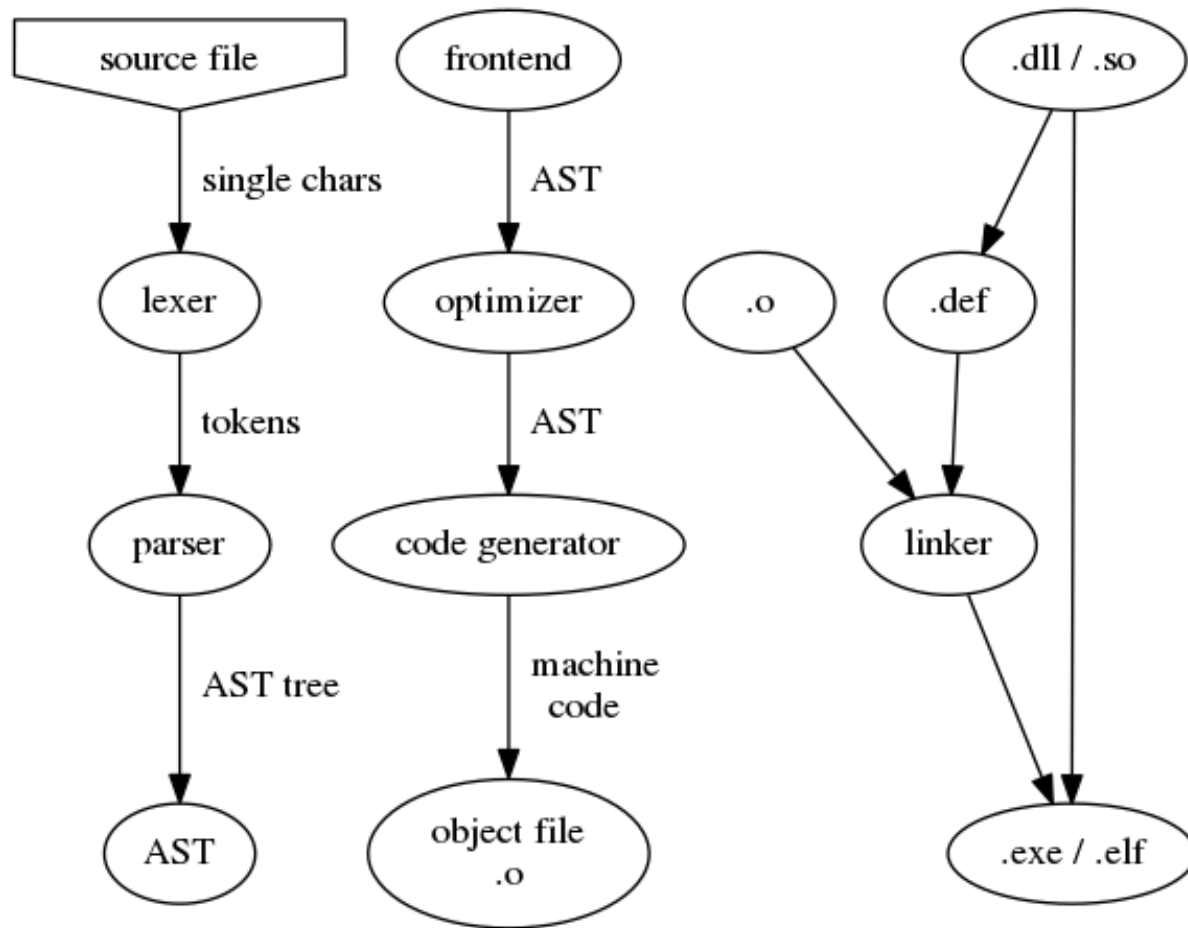 source file
single chars
lexer
tokens
parser
AST tree
AST
frontend
AST
optimizer
AST
code generator
machine
code
object file
.o
.dll / .so
.o
.def
linker
.exe / .elf